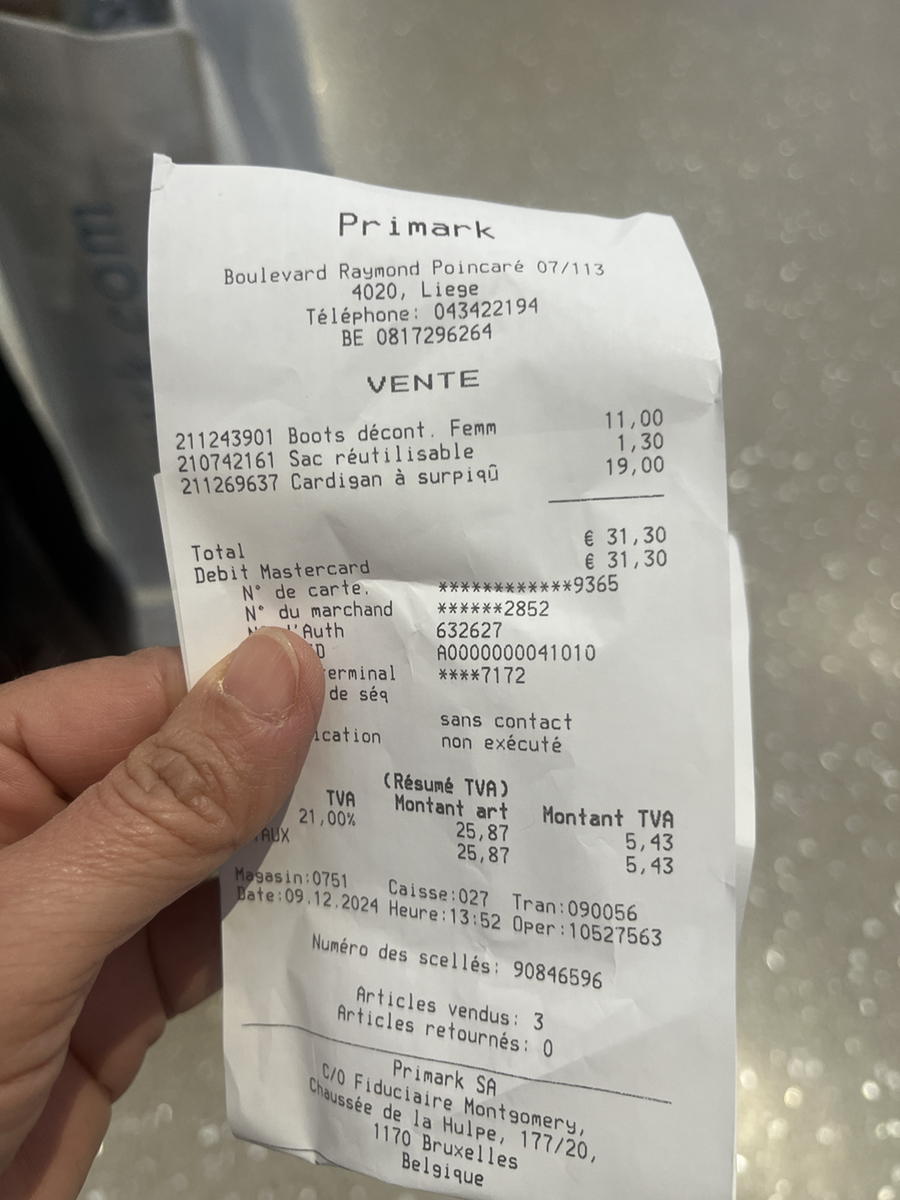 Primark
Boulevard Raymond Poincaré 07/113
4020, Liege
Téléphone: 043422194
BE 0817296264
VENTE
211243901 Boots décont. Femm 11,00
210742161 Sac réutilisable 1,30
211269637 Cardigan à surpiqû 19,00
Total € 31,30
Debit Mastercard € 31,30
N° de carte. ************9365
N° du marchand ******2852
d'Auth 632627
A0000000041010
****7172
de séq
sans contact
non exécuté
(Résumé TVA)
TVA Montant art Montant TVA
21,00% 25,87 5,43
25,87 5,43
Magasin:0751 Caisse:027 Tran:090056
Date:09.12.2024 Heure:13:52 Oper:10527563
Numéro des scellés: 90846596
Articles vendus: 3
Articles retournés: 0
Primark SA
C/O Fiduciaire Montgomery,
Chaussée de la Hulpe, 177/20,
1170 Bruxelles
Belgique